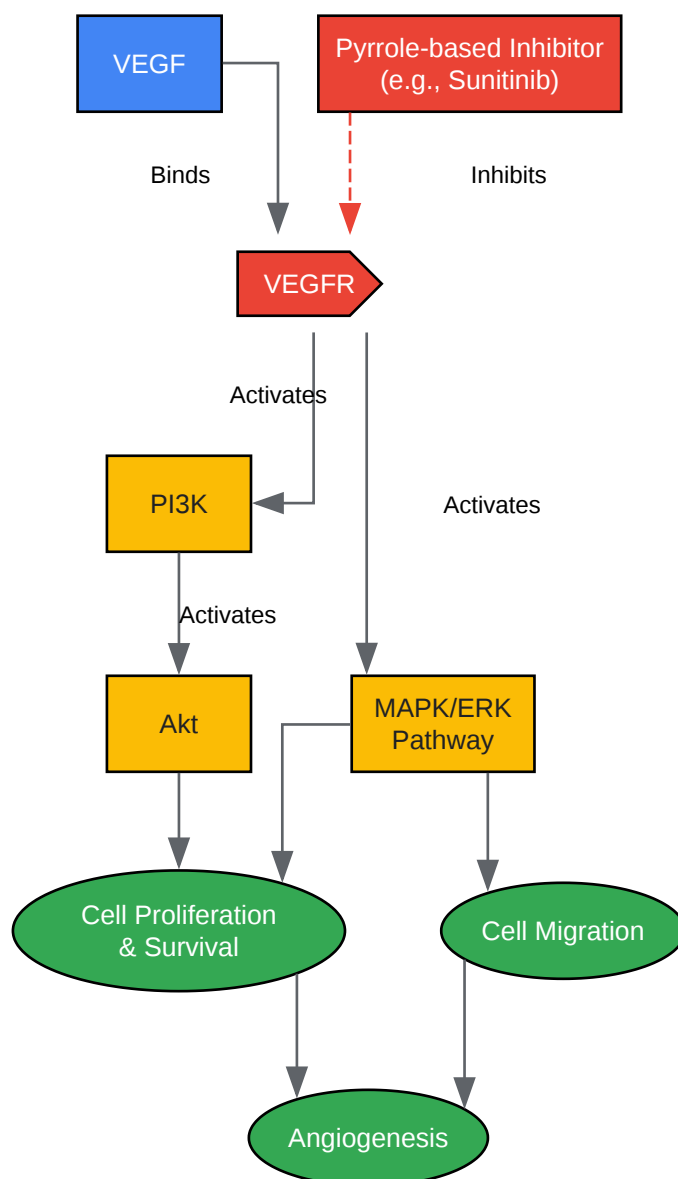 VEGF
Pyrrole-based Inhibitor
(e.g., Sunitinib)
Binds
Inhibits
VEGFR
Activates
PI3K
Activates
Activates
Akt
MAPK/ERK
Pathway
Cell Proliferation
& Survival
Cell Migration
Angiogenesis